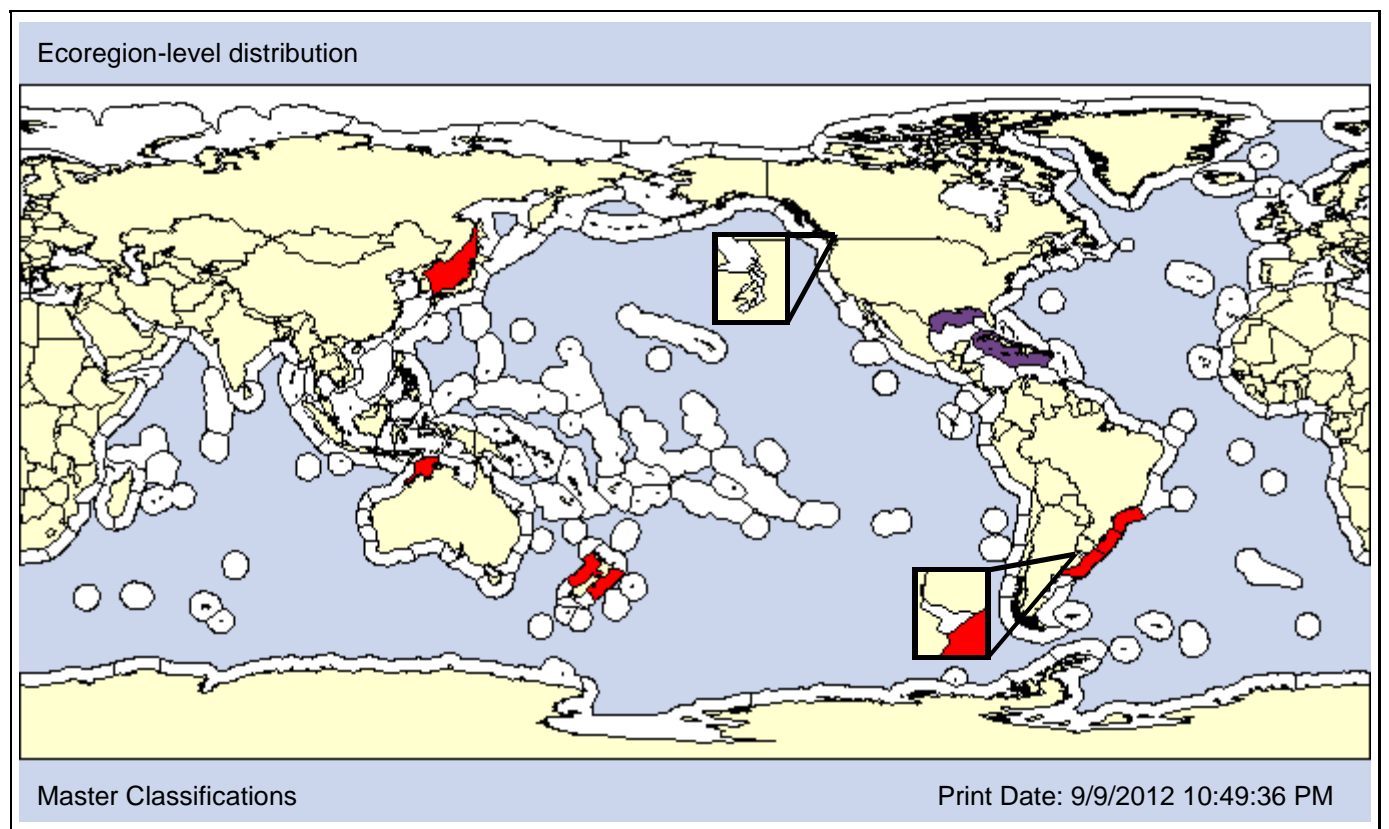 Ecoregion-level distribution
Master Classifications
Print Date: 9/9/2012 10:49:36 PM